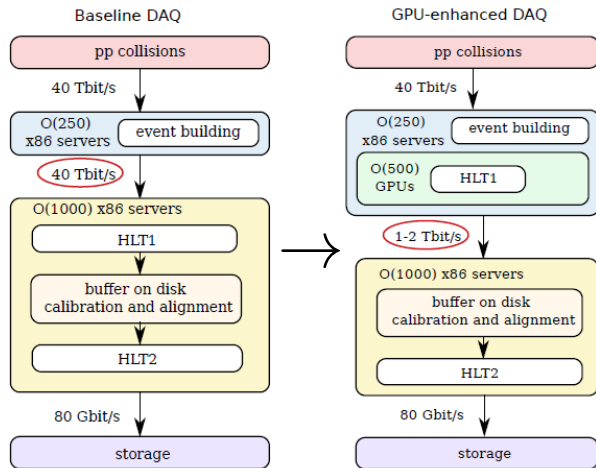 Baseline DAQ
pp collisions
40 Tbit/s
O(250)
x86 servers
event building
40 Tbit/s
O(1000) x86 servers
HLT1
buffer on disk
calibration and alignment
HLT2
80 Gbit/s
storage
GPU-enhanced DAQ
pp collisions
40 Tbit/s
O(250)
x86 servers
event building
O(500)
GPUs
HLT1
1-2 Tbit/s
O(1000) x86 servers
buffer on disk
calibration and alignment
HLT2
80 Gbit/s
storage